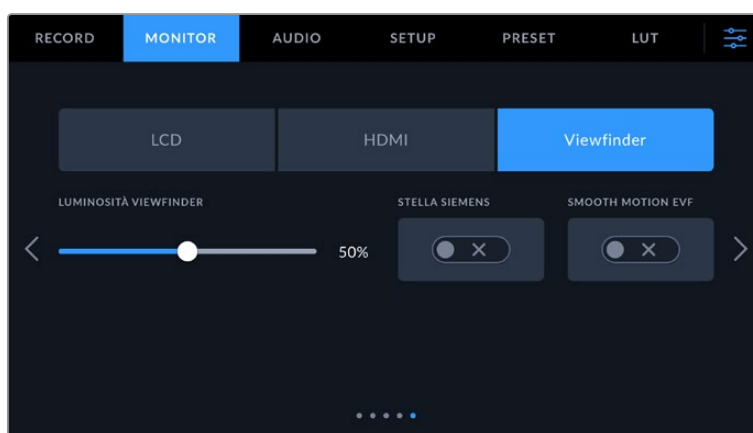 RECORD MONITOR AUDIO SETUP PRESET LUT
LCD HDMI Viewfinder
LUMINOSITÀ VIEWFINDER STELLA SIEMENS SMOOTH MOTION EVF
50%